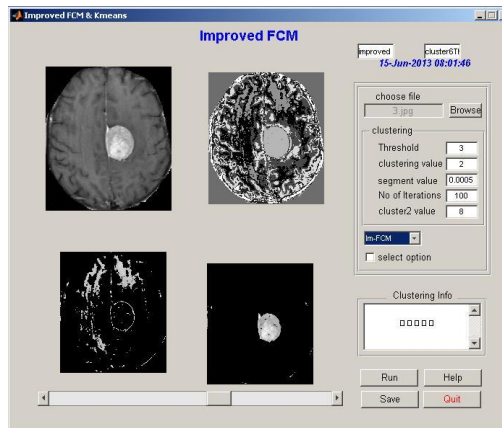 Improved FCM & Kmeans
Improved FCM
improved
15-Jun-2013 08:01:46
choose file
3.jpg
Browse
clustering
Threshold 3
clustering value 2
segment value 0.0005
No of Iterations 100
cluster2 value 8
Im-FCM
select option
Clustering Info
Run Help
Save Quit